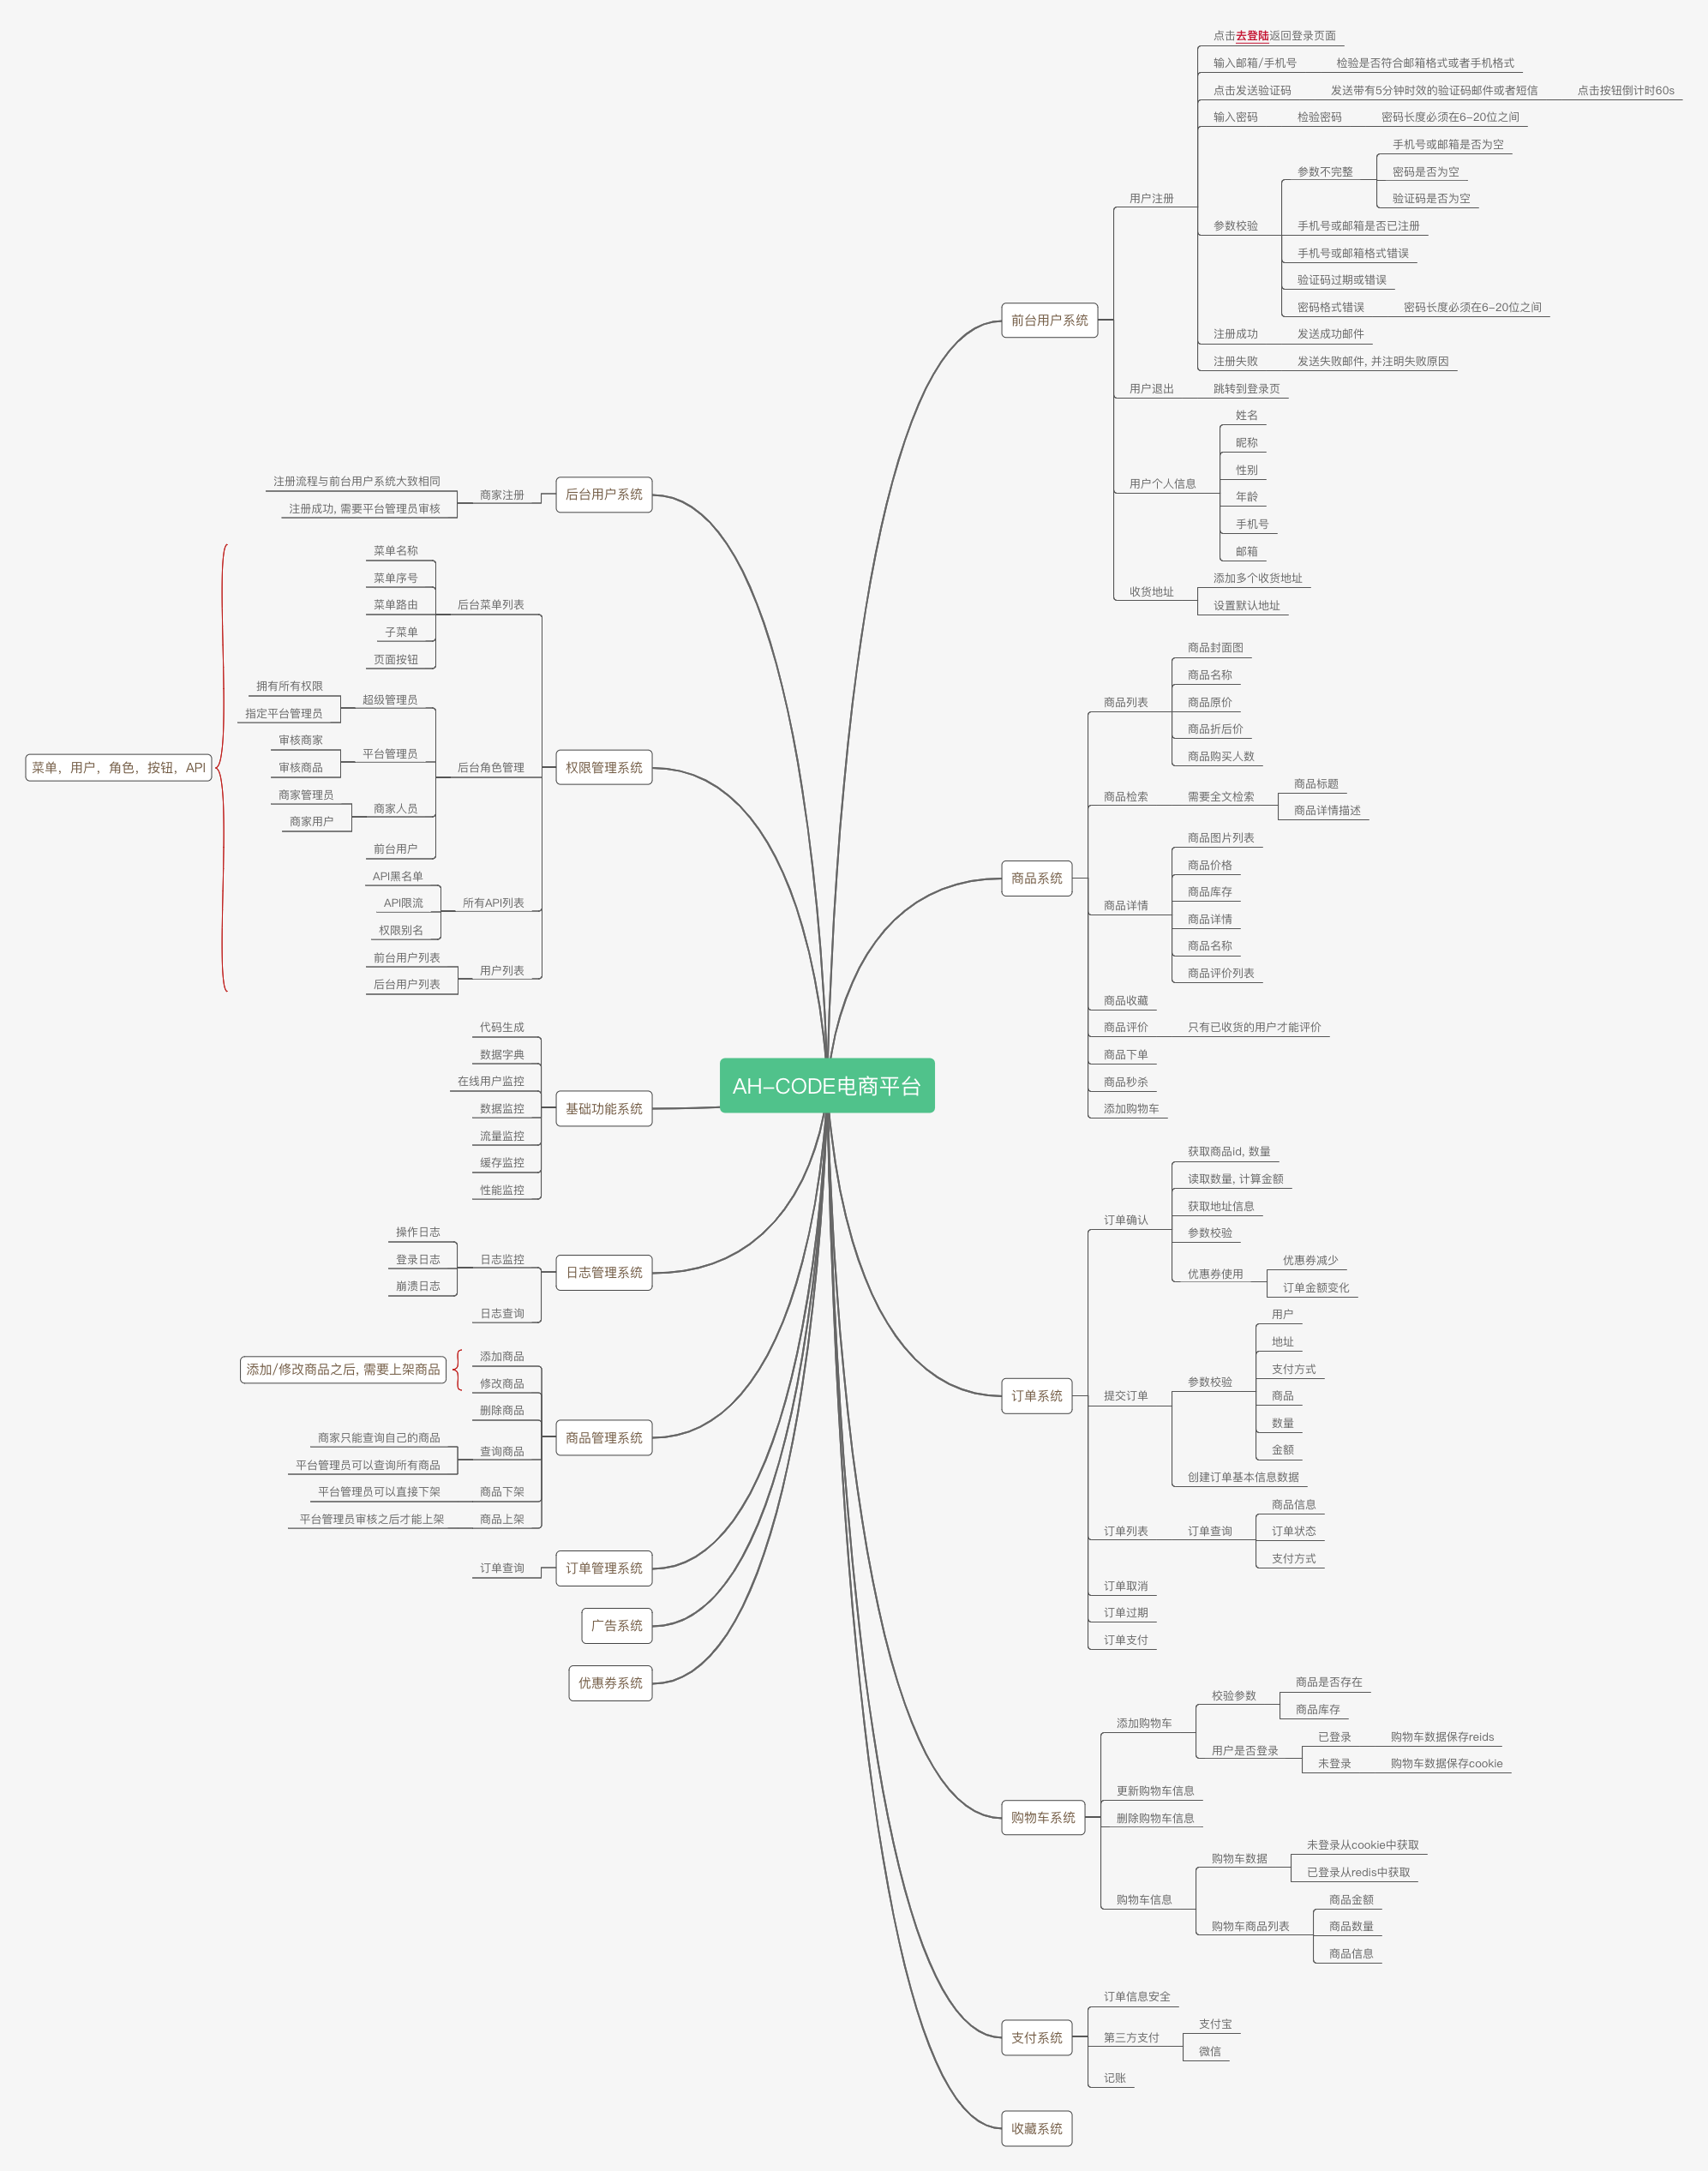 AH-CODE电商平台
前台用户系统
用户注册
点击去登陆返回登录页面
输入邮箱/手机号
检验是否符合邮箱格式或者手机格式
点击发送验证码
发送带有5分钟时效的验证码邮件或者短信
点击按钮倒计时60s
输入密码
检验密码
密码长度必须在6-20位之间
参数校验
参数不完整
手机号或邮箱是否为空
密码是否为空
验证码是否为空
手机号或邮箱是否已注册
手机号或邮箱格式错误
验证码过期或错误
密码格式错误
密码长度必须在6-20位之间
注册成功
发送成功邮件
注册失败
发送失败邮件, 并注明失败原因
用户退出
跳转到登录页
用户个人信息
姓名
昵称
性别
年龄
手机号
邮箱
收货地址
添加多个收货地址
设置默认地址
商品系统
商品列表
商品封面图
商品名称
商品原价
商品折后价
商品购买人数
商品检索
需要全文检索
商品标题
商品详情描述
商品详情
商品图片列表
商品价格
商品库存
商品详情
商品名称
商品评价列表
商品收藏
商品评价
只有已收货的用户才能评价
商品下单
商品秒杀
添加购物车
订单系统
订单确认
获取商品id, 数量
读取数量, 计算金额
获取地址信息
参数校验
优惠券使用
优惠券减少
订单金额变化
提交订单
参数校验
用户
地址
支付方式
商品
数量
金额
创建订单基本信息数据
订单列表
订单查询
商品信息
订单状态
支付方式
订单取消
订单过期
订单支付
购物车系统
添加购物车
校验参数
商品是否存在
商品库存
用户是否登录
已登录
购物车数据保存reids
未登录
购物车数据保存cookie
更新购物车信息
删除购物车信息
购物车信息
购物车数据
未登录从cookie中获取
已登录从redis中获取
购物车商品列表
商品金额
商品数量
商品信息
支付系统
订单信息安全
第三方支付
支付宝
微信
记账
收藏系统
后台用户系统
商家注册
注册流程与前台用户系统大致相同
注册成功, 需要平台管理员审核
权限管理系统
后台菜单列表
菜单名称
菜单序号
菜单路由
子菜单
页面按钮
后台角色管理
超级管理员
拥有所有权限
指定平台管理员
平台管理员
审核商家
审核商品
商家人员
商家管理员
商家用户
前台用户
所有API列表
API黑名单
API限流
权限别名
用户列表
前台用户列表
后台用户列表
菜单，用户，角色，按钮，API
基础功能系统
代码生成
数据字典
在线用户监控
数据监控
流量监控
缓存监控
性能监控
日志管理系统
日志监控
操作日志
登录日志
崩溃日志
日志查询
商品管理系统
添加商品
修改商品
添加/修改商品之后, 需要上架商品
删除商品
查询商品
商家只能查询自己的商品
平台管理员可以查询所有商品
商品下架
平台管理员可以直接下架
商品上架
平台管理员审核之后才能上架
订单管理系统
订单查询
广告系统
优惠券系统